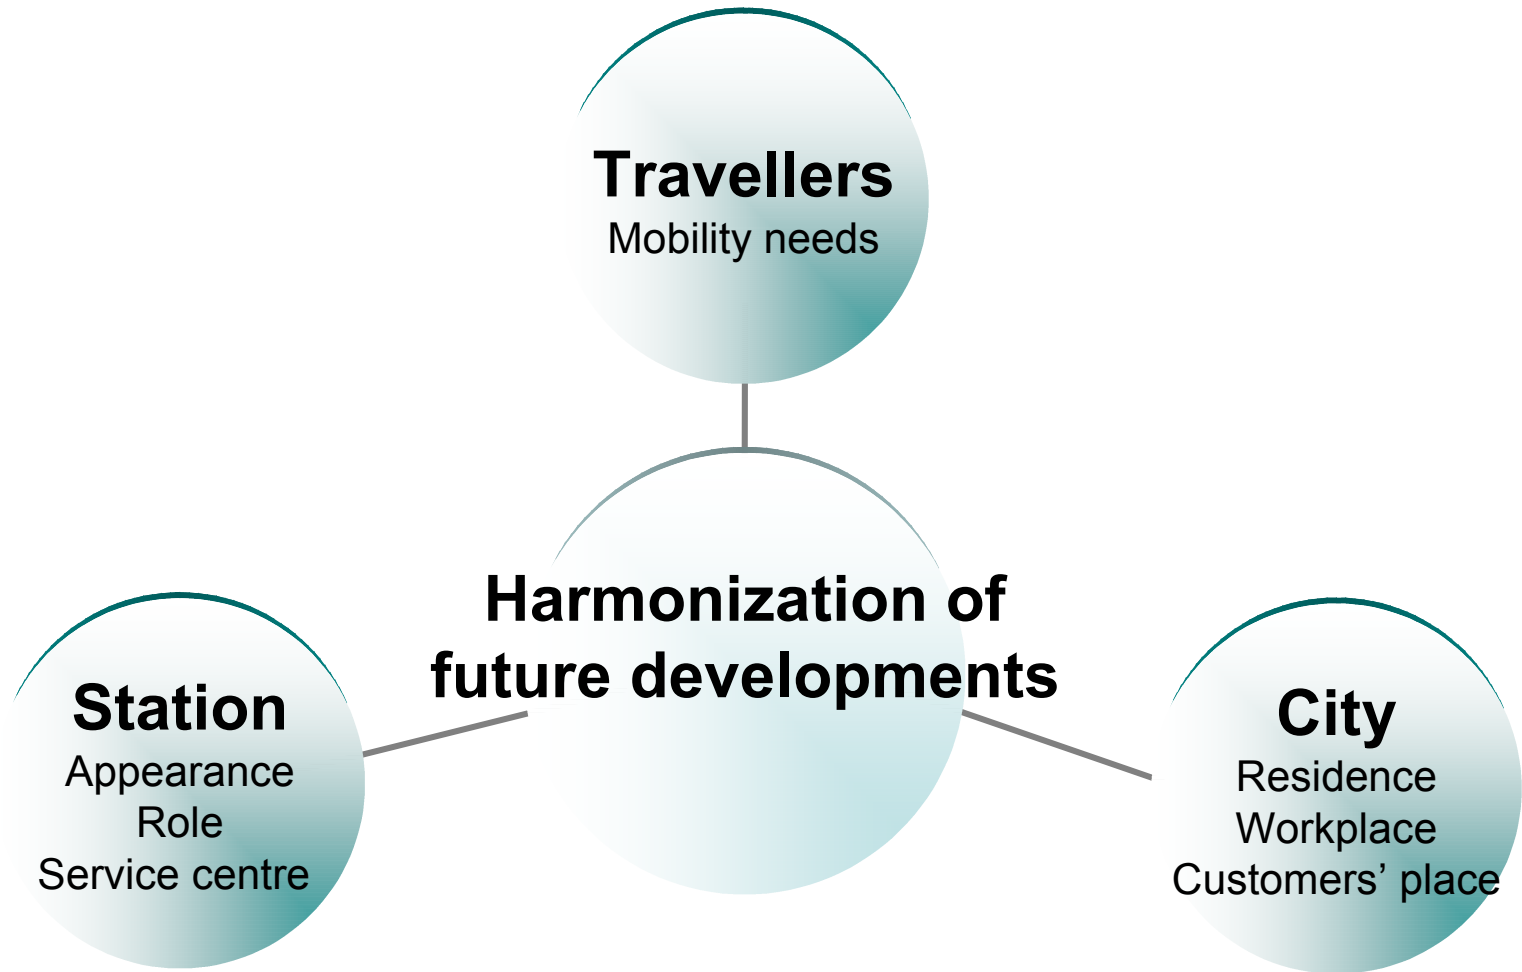 Travellers
Mobility needs
Harmonization of
future developments
Station
Appearance
Role
Service centre
City
Residence
Workplace
Customers’ place